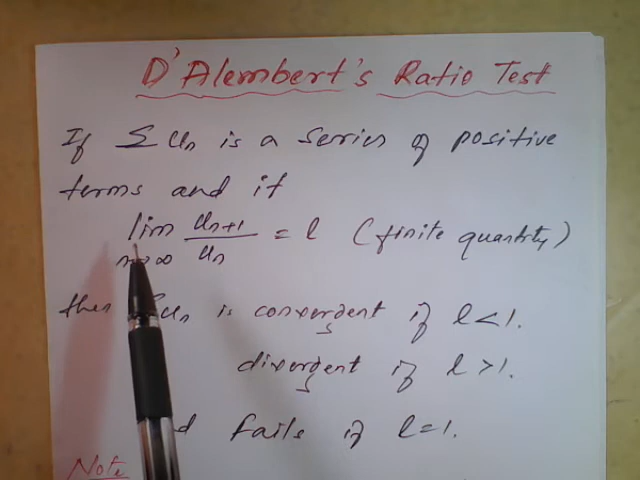 D'Alembert's Ratio Test
If Σ uₙ is a series of positive
terms and if
lim uₙ₊₁/uₙ = l (finite quantity)
n→∞
then Σuₙ is convergent if l<1.
divergent if l>1.
fails if l=1.
Note